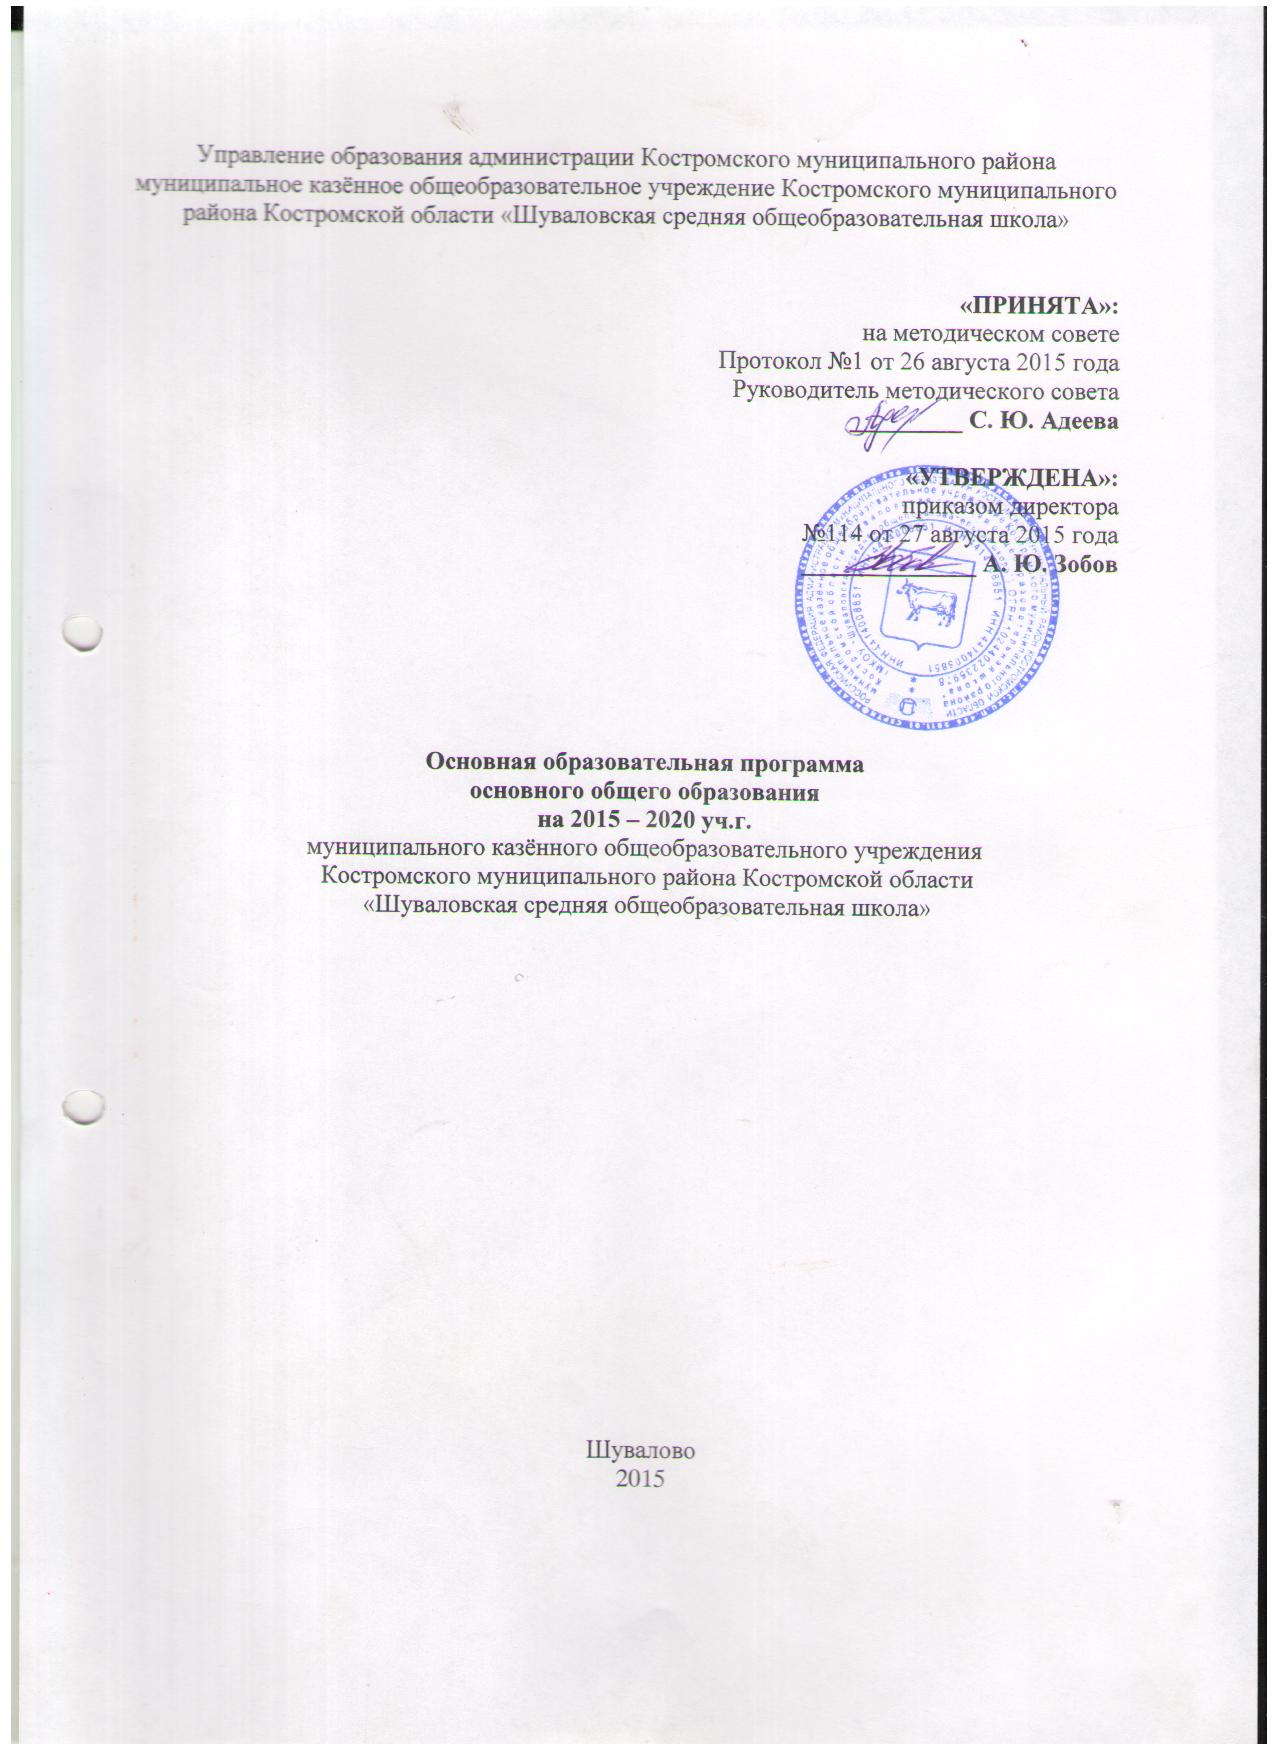 Управление образования администрации Костромского муниципального района
муниципальное казённое общеобразовательное учреждение Костромского муниципального
района Костромской области «Шуваловская средняя общеобразовательная школа»
«ПРИНЯТА»:
на методическом совете
Протокол №1 от 26 августа 2015 года
Руководитель методического совета
С. Ю. Адеева
«УТВЕРЖДЕНА»:
приказом директора
№114 от 27 августа 2015 года
А. Ю. Зобов
Основная образовательная программа
основного общего образования
на 2015 – 2020 уч.г.
муниципального казённого общеобразовательного учреждения
Костромского муниципального района Костромской области
«Шуваловская средняя общеобразовательная школа»
Шувалово
2015